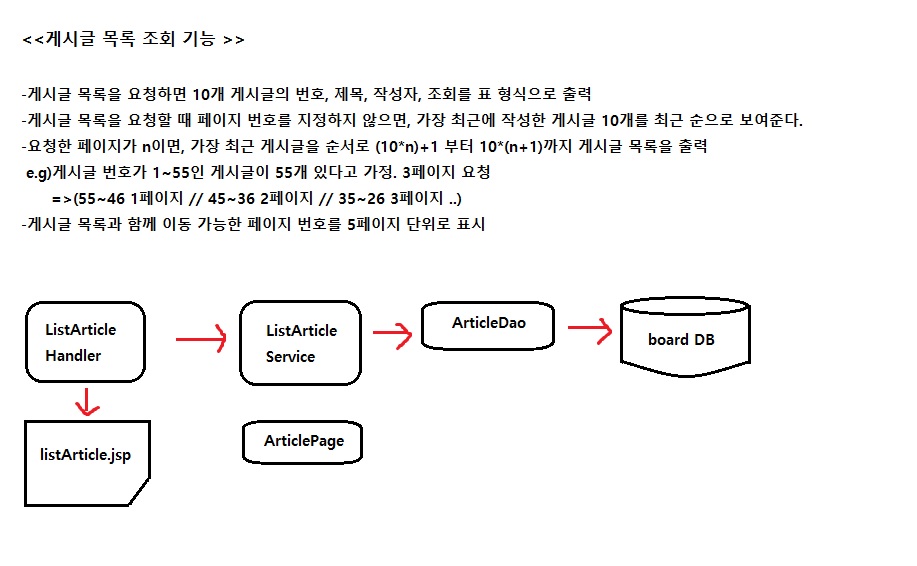 <<게시글 목록 조회 기능 >>
-게시글 목록을 요청하면 10개 게시글의 번호, 제목, 작성자, 조회를 표 형식으로 출력
-게시글 목록을 요청할 때 페이지 번호를 지정하지 않으면, 가장 최근에 작성한 게시글 10개를 최근 순으로 보여준다.
-요청한 페이지가 n이면, 가장 최근 게시글을 순서로 (10*n)+1 부터 10*(n+1)까지 게시글 목록을 출력
e.g)게시글 번호가 1~55인 게시글이 55개 있다고 가정. 3페이지 요청
=>(55~46 1페이지 // 45~36 2페이지 // 35~26 3페이지 ..)
-게시글 목록과 함께 이동 가능한 페이지 번호를 5페이지 단위로 표시
ListArticle
Handler
ListArticle
Service
ArticleDao
board DB
listArticle.jsp
ArticlePage